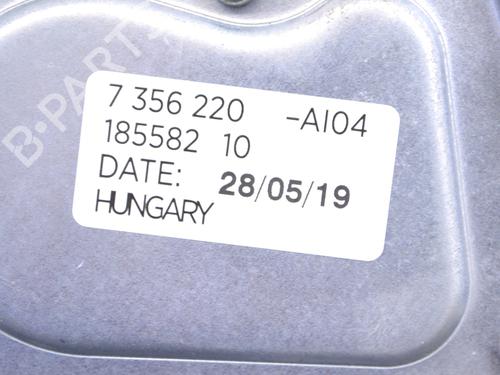 B-PARTS
7 356 220 -AI04
185582 10
DATE: 28/05/19
HUNGARY